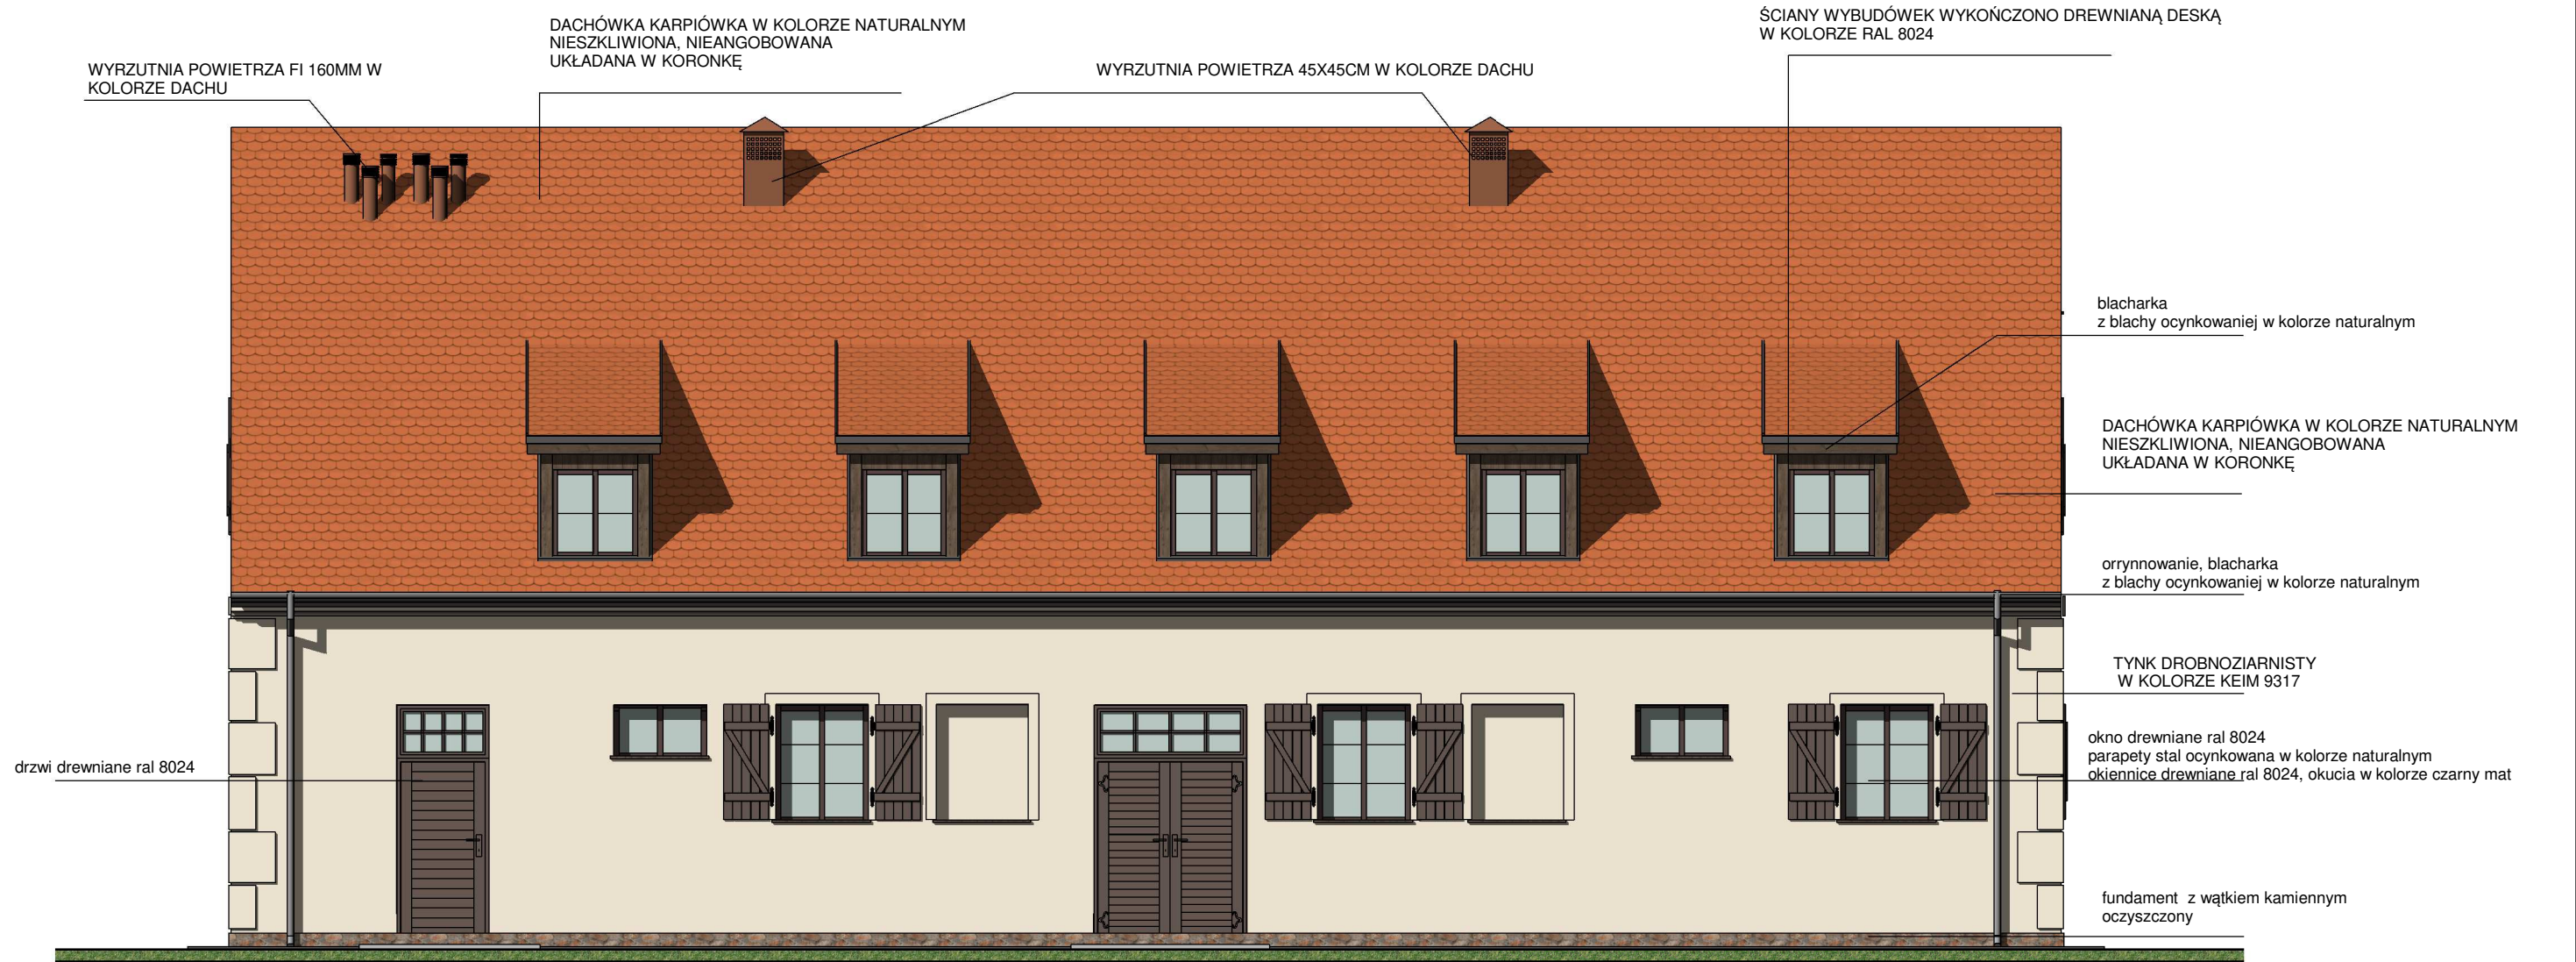 ŚCIANY WYBUDÓWEK WYKOŃCZONO DREWNIANĄ DESKĄ
W KOLORZE RAL 8024
DACHÓWKA KARPIÓWKA W KOLORZE NATURALNYM
NIESZKLIWIONA, NIEANGOBOWANA
UKŁADANA W KORONKĘ
WYRZUTNIA POWIETRZA FI 160MM W
KOLORZE DACHU
WYRZUTNIA POWIETRZA 45X45CM W KOLORZE DACHU
blacharka
z blachy ocynkowaniej w kolorze naturalnym
DACHÓWKA KARPIÓWKA W KOLORZE NATURALNYM
NIESZKLIWIONA, NIEANGOBOWANA
UKŁADANA W KORONKĘ
orrynnowanie, blacharka
z blachy ocynkowaniej w kolorze naturalnym
TYNK DROBNOZIARNISTY
W KOLORZE KEIM 9317
okno drewniane ral 8024
parapety stal ocynkowana w kolorze naturalnym
okiennice drewniane ral 8024, okucia w kolorze czarny mat
drzwi drewniane ral 8024
fundament z wątkiem kamiennym
oczyszczony